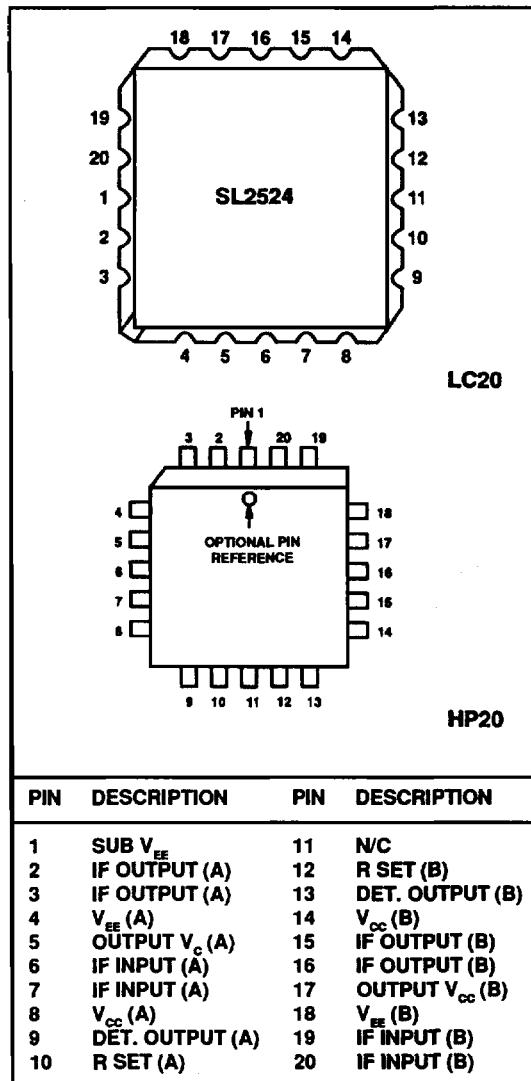 18 17 16 15 14
19 13
20 12
1 SL2524 11
2 10
3 9
4 5 6 7 8
LC20
PIN 1
3 2 20 19
4 18
5 OPTIONAL PIN 17
6 REFERENCE 16
7 15
8 14
9 10 11 12 13
HP20
PIN DESCRIPTION PIN DESCRIPTION
1 SUB VEE 11 N/C
2 IF OUTPUT (A) 12 R SET (B)
3 IF OUTPUT (A) 13 DET. OUTPUT (B)
4 VEE (A) 14 VCC (B)
5 OUTPUT VC (A) 15 IF OUTPUT (B)
6 IF INPUT (A) 16 IF OUTPUT (B)
7 IF INPUT (A) 17 OUTPUT VCC (B)
8 VCC (A) 18 VEE (B)
9 DET. OUTPUT (A) 19 IF INPUT (B)
10 R SET (A) 20 IF INPUT (B)